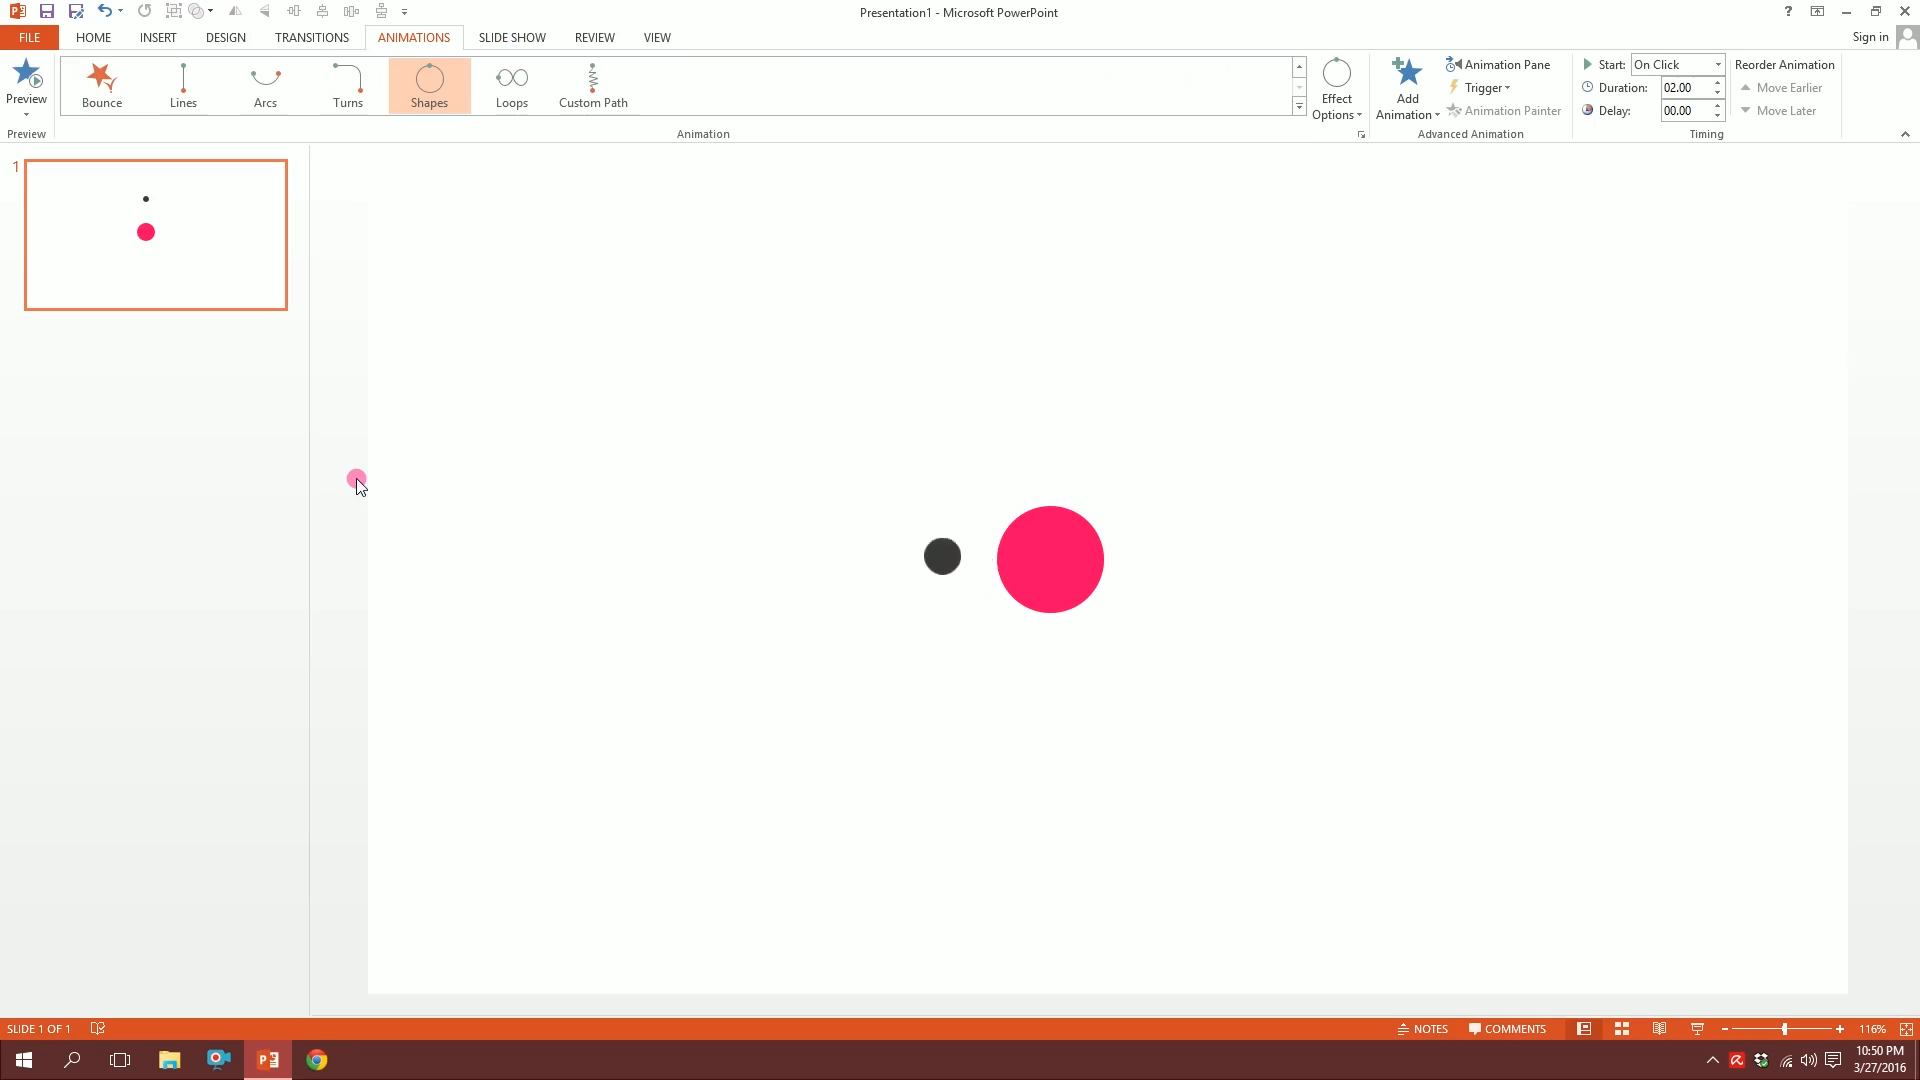 Presentation1 - Microsoft PowerPoint
?
FILE HOME INSERT DESIGN TRANSITIONS ANIMATIONS SLIDE SHOW REVIEW VIEW Sign in
Preview
Preview
Bounce Lines Arcs Turns Shapes Loops Custom Path
Animation
Effect
Options
Add
Animation
Animation Pane
Trigger
Animation Painter
Advanced Animation
Start: On Click
Duration: 02.00
Delay: 00.00
Reorder Animation
Move Earlier
Move Later
Timing
1
SLIDE 1 OF 1 NOTES COMMENTS 116%
10:50 PM
3/27/2016